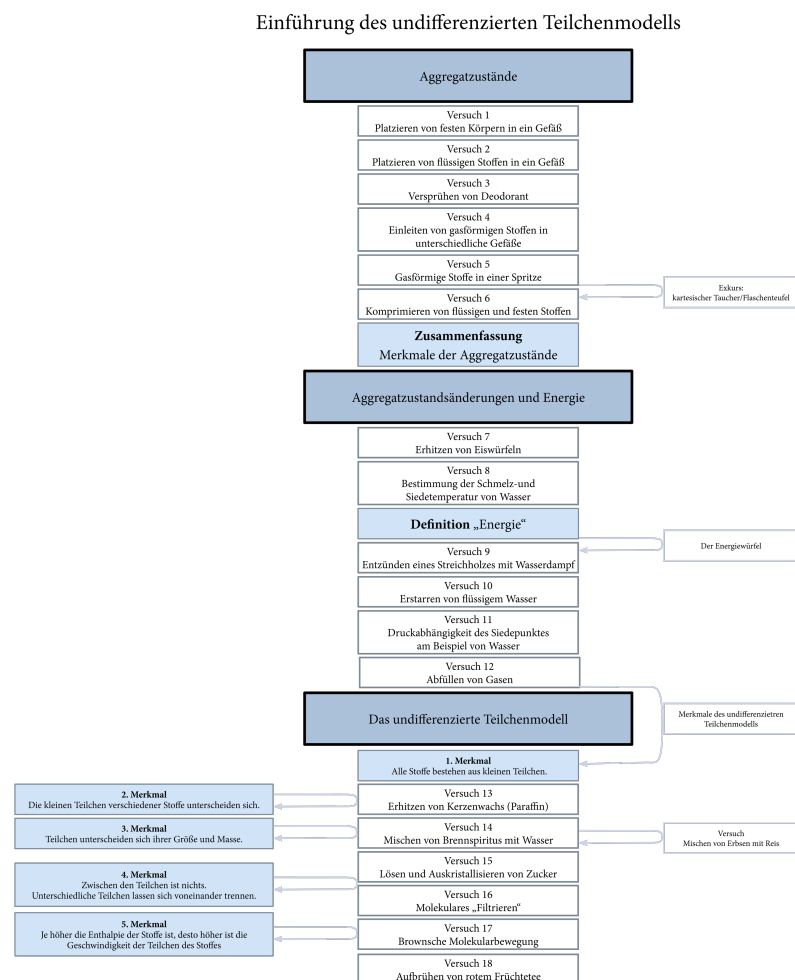 Einführung des undifferenzierten Teilchenmodells
Aggregatzustände
Versuch 1
Platzieren von festen Körpern in ein Gefäß
Versuch 2
Platzieren von flüssigen Stoffen in ein Gefäß
Versuch 3
Versprühen von Deodorant
Versuch 4
Einleiten von gasförmigen Stoffen in
unterschiedliche Gefäße
Versuch 5
Gasförmige Stoffe in einer Spritze
Exkurs:
kartesischer Taucher/Flaschenteufel
Versuch 6
Komprimieren von flüssigen und festen Stoffen
Zusammenfassung
Merkmale der Aggregatzustände
Aggregatzustandsänderungen und Energie
Versuch 7
Erhitzen von Eiswürfeln
Versuch 8
Bestimmung der Schmelz-und
Siedetemperatur von Wasser
Definition „Energie“
Der Energiewürfel
Versuch 9
Entzünden eines Streichholzes mit Wasserdampf
Versuch 10
Erstarren von flüssigem Wasser
Versuch 11
Druckabhängigkeit des Siedepunktes
am Beispiel von Wasser
Versuch 12
Abfüllen von Gasen
Das undifferenzierte Teilchenmodell
Merkmale des undifferenzietren
Teilchenmodells
1. Merkmal
Alle Stoffe bestehen aus kleinen Teilchen.
Versuch 13
Erhitzen von Kerzenwachs (Paraffin)
2. Merkmal
Die kleinen Teilchen verschiedener Stoffe unterscheiden sich.
Versuch 14
Mischen von Brennspiritus mit Wasser
3. Merkmal
Teilchen unterscheiden sich ihrer Größe und Masse.
Versuch
Mischen von Erbsen mit Reis
Versuch 15
Lösen und Auskristallisieren von Zucker
4. Merkmal
Zwischen den Teilchen ist nichts.
Unterschiedliche Teilchen lassen sich voneinander trennen.
Versuch 16
Molekulares „Filtrieren“
5. Merkmal
Je höher die Enthalpie der Stoffe ist, desto höher ist die
Geschwindigkeit der Teilchen des Stoffes
Versuch 17
Brownsche Molekularbewegung
Versuch 18
Aufbrühen von rotem Früchtetee